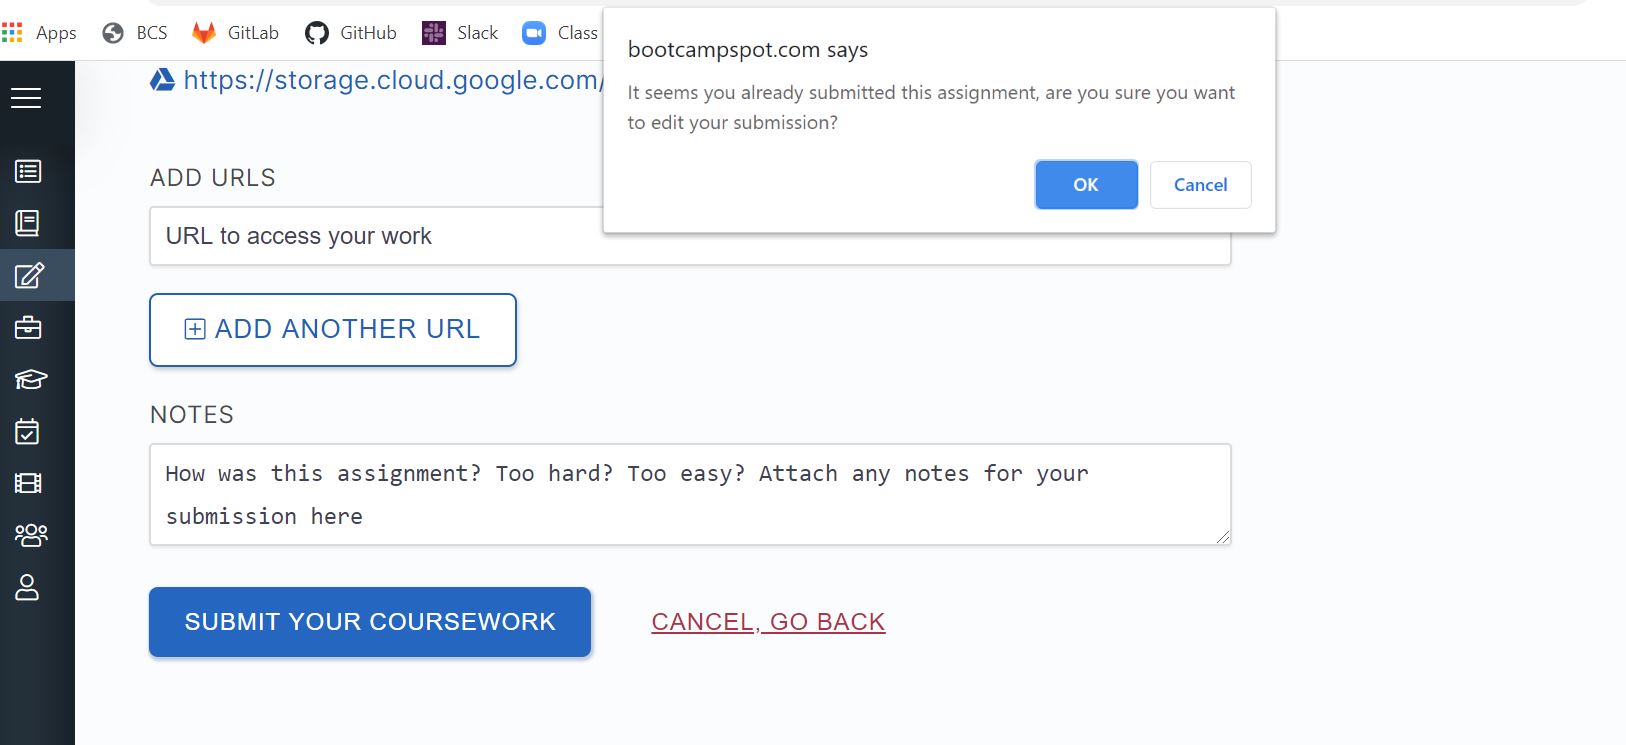 Apps BCS GitLab GitHub Slack Class
bootcampspot.com says
It seems you already submitted this assignment, are you sure you want
to edit your submission?
OK Cancel
https://storage.cloud.google.com/
ADD URLS
URL to access your work
ADD ANOTHER URL
NOTES
How was this assignment? Too hard? Too easy? Attach any notes for your
submission here
SUBMIT YOUR COURSEWORK CANCEL, GO BACK